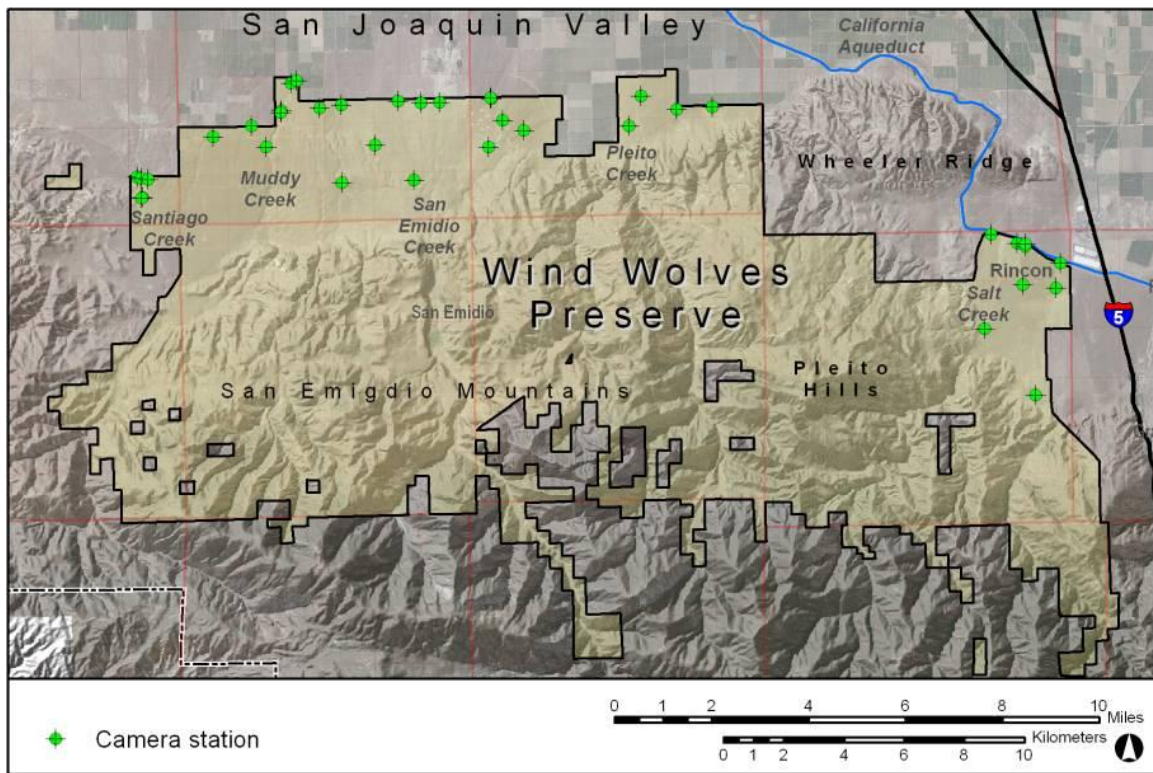 San Joaquin Valley
California
Aqueduct
Wheeler Ridge
Pleito
Creek
Muddy
Creek
San
Emidio
Creek
Santiago
Creek
Wind Wolves
Preserve
Rincon
Salt
Creek
5
San Emidio
San Emigdio Mountains
Pleito
Hills
Camera station
0 1 2 4 6 8 10
Miles
Kilometers
0 1 2 4 6 8 10